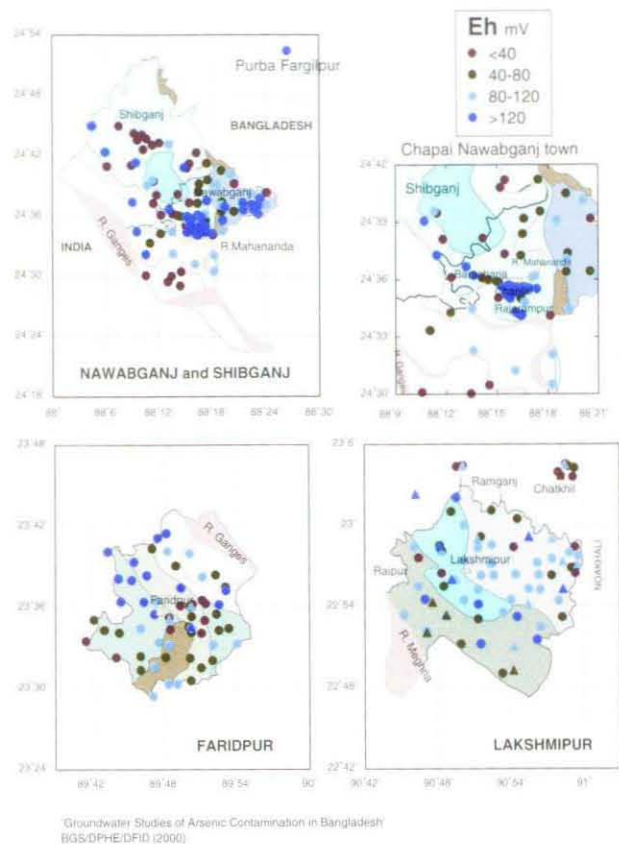 Eh mV
<40
40-80
80-120
>120
24˚54'
24˚48'
24˚42'
24˚36'
24˚30'
24˚24'
24˚18'
88˚
88˚6'
88˚12'
88˚18'
88˚24'
88˚30'
Purba Fargilpur
Shibganj
BANGLADESH
Nawabganj
R. Ganges
INDIA
R.Mahananda
NAWABGANJ and SHIBGANJ
Chapai Nawabganj town
24˚42'
24˚39'
24˚36'
24˚33'
24˚30'
88˚9'
88˚12'
88˚15'
88˚18'
88˚21'
Shibganj
R. Mahananda
Rajarampur
R. Ganges
23˚48'
23˚42'
23˚36'
23˚30'
23˚24'
89˚42'
89˚48'
89˚54'
90˚
R. Ganges
Faridpur
FARIDPUR
23˚6'
23˚
22˚54'
22˚48'
22˚42'
90˚42'
90˚48'
90˚54'
91˚
Ramganj
Chatkhil
Lakshmipur
Raipur
NOAKHALI
R. Meghna
LAKSHMIPUR
'Groundwater Studies of Arsenic Contamination in Bangladesh'
BGS/DPHE/DFID (2000)